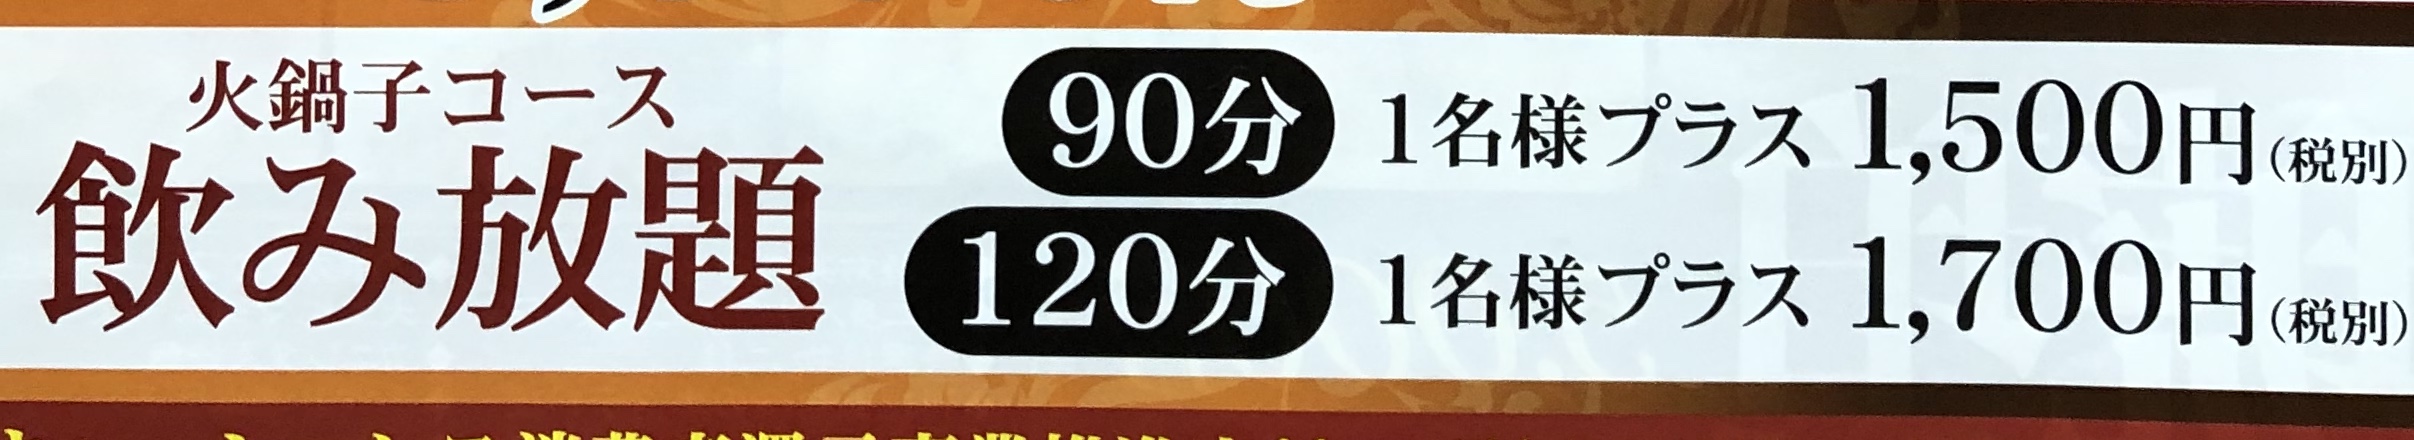 火鍋子コース
飲み放題
90分 1名様プラス 1,500円(税別)
120分 1名様プラス 1,700円(税別)